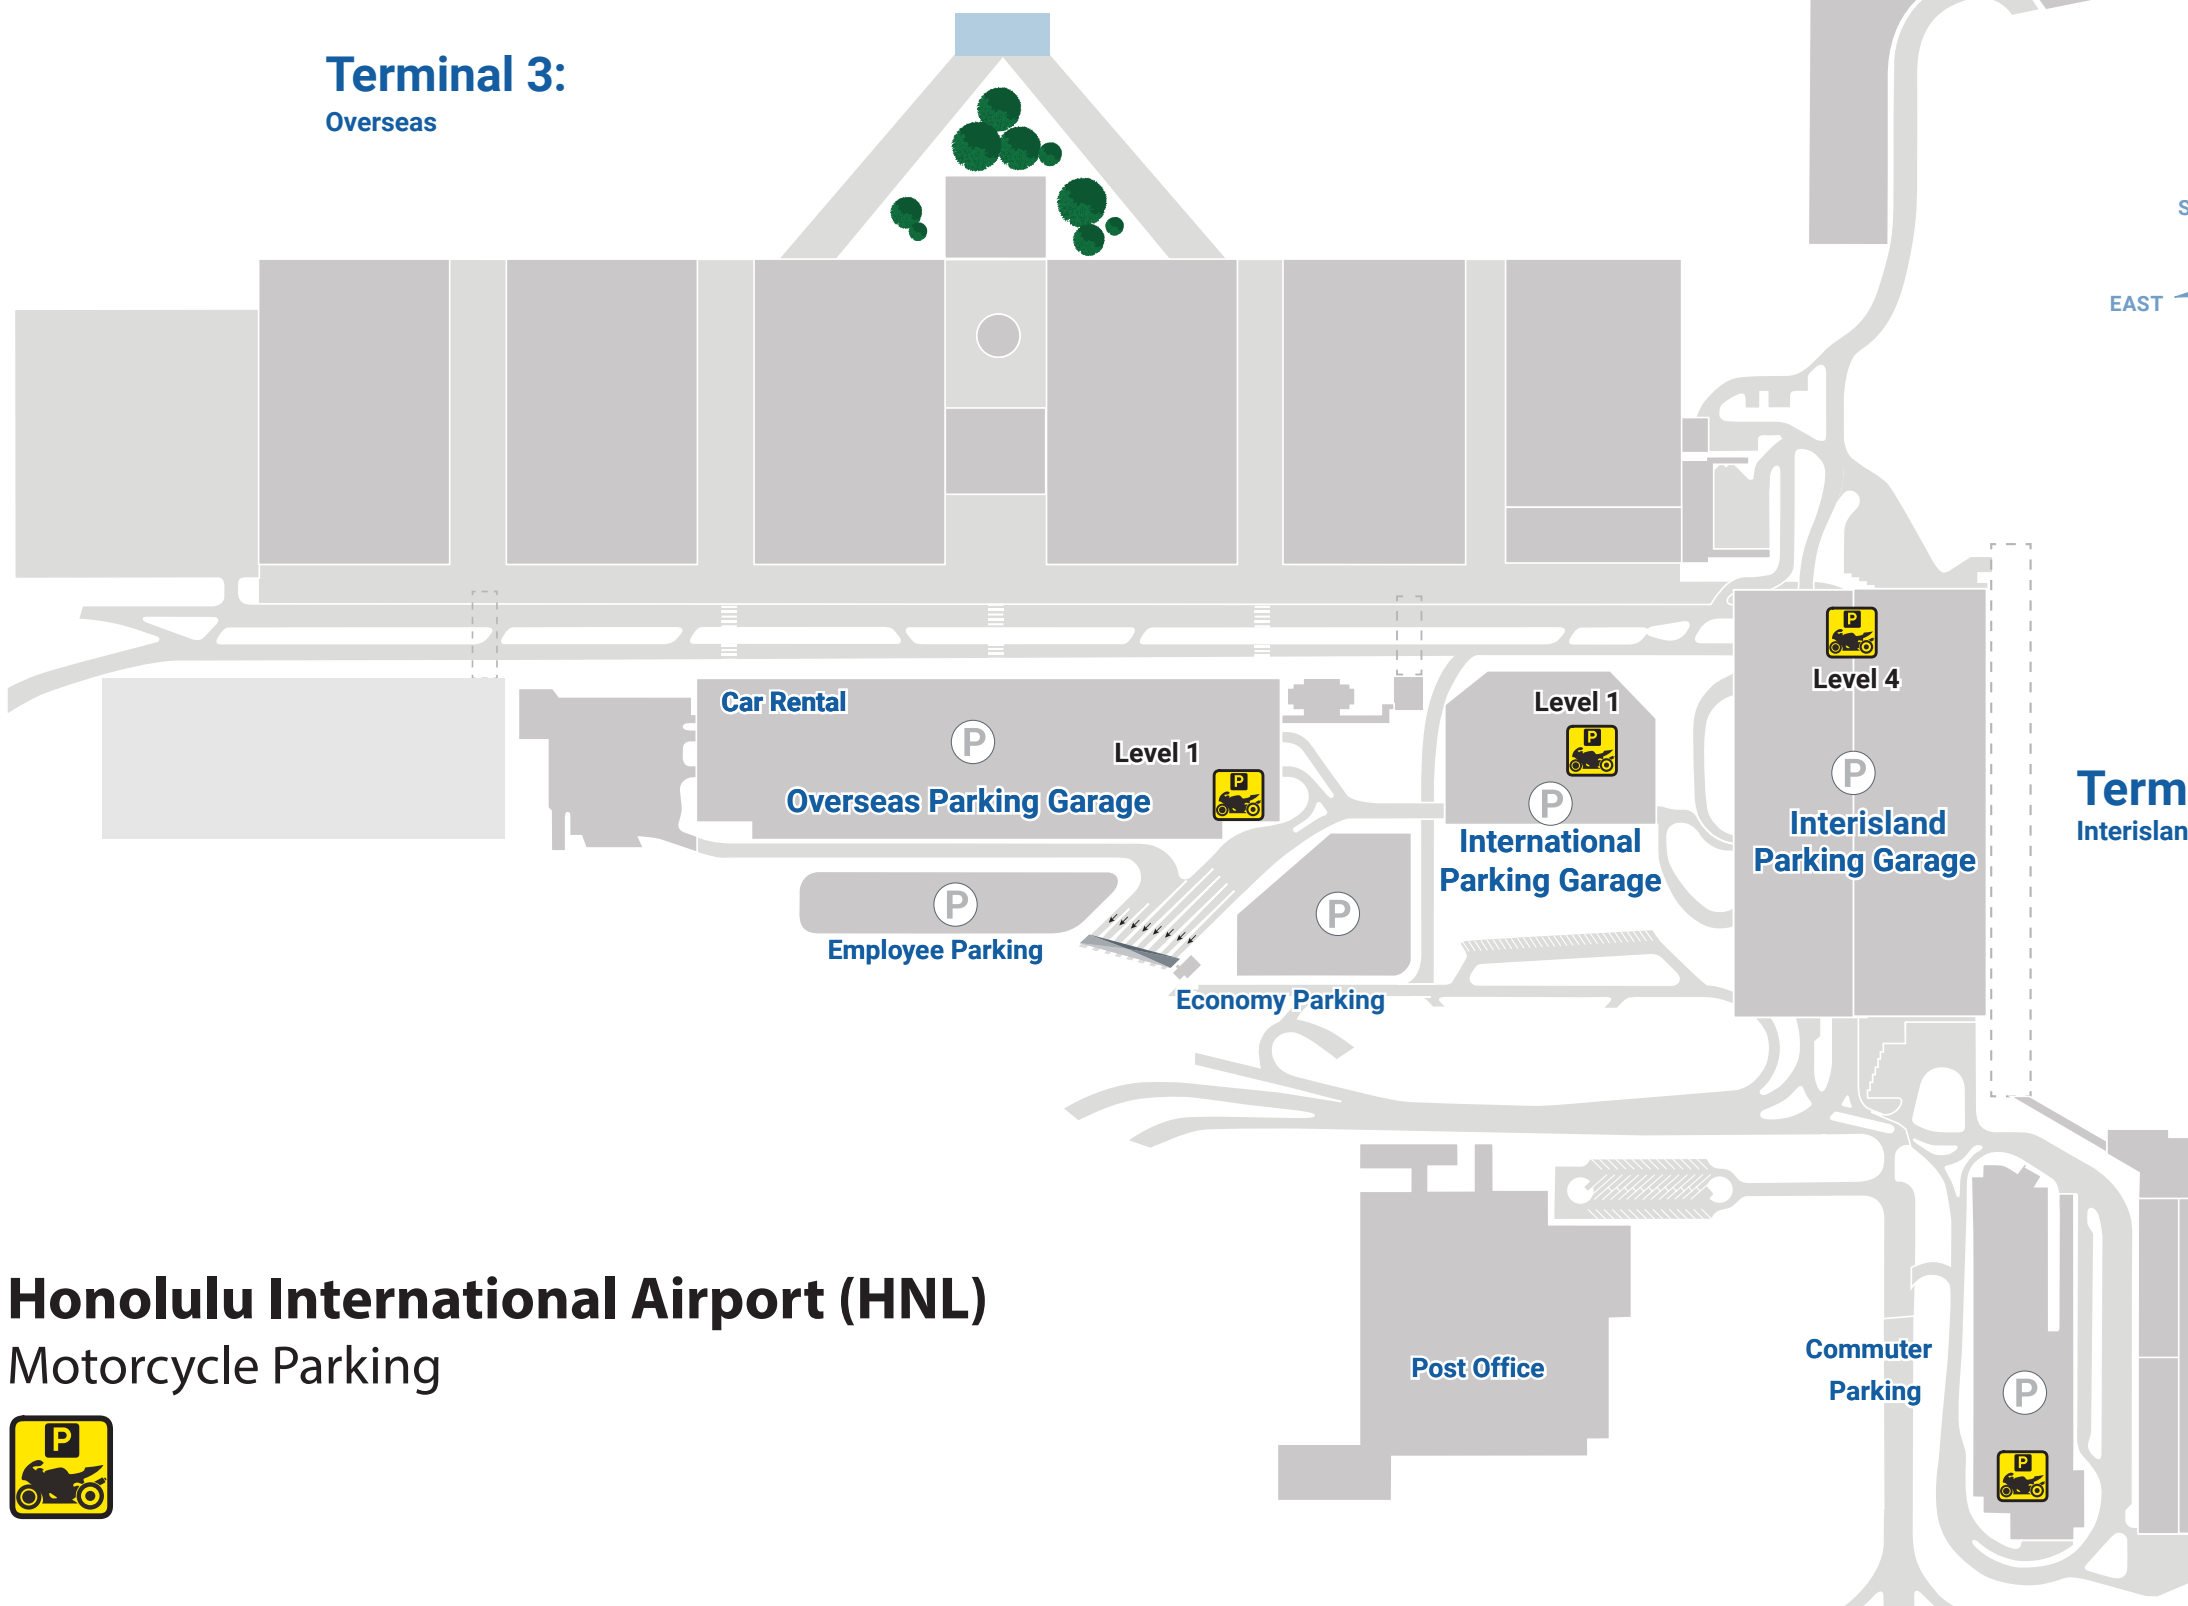 Terminal 3:
Overseas
S
EAST
Level 4
Car Rental
Level 1
P
Level 1
P
Overseas Parking Garage
P
P
P
P
P
Term
Interislan
Interisland
Parking Garage
International
Parking Garage
P
P
Employee Parking
Economy Parking
Honolulu International Airport (HNL)
Motorcycle Parking
P
Post Office
Commuter
Parking
P
P